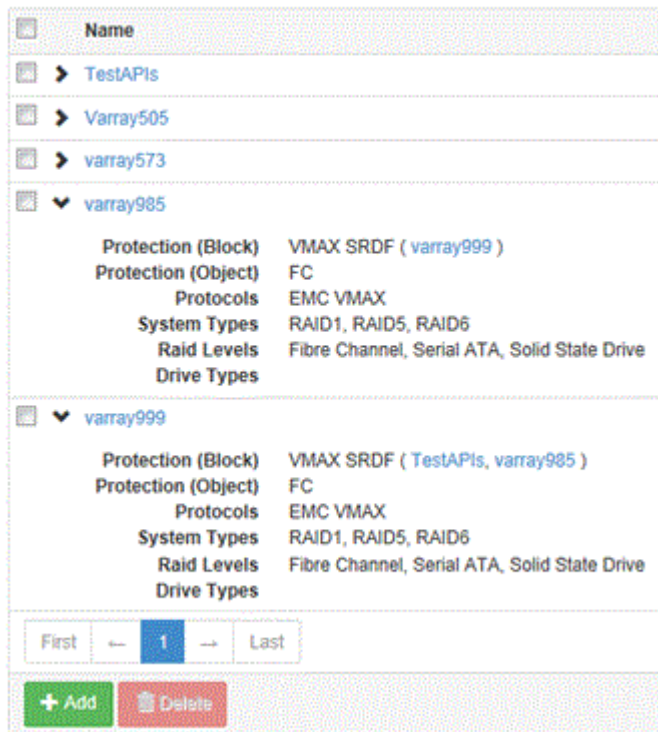 Name
TestAPIs
Varray505
varray573
varray985
Protection (Block) VMAX SRDF ( varray999 )
Protection (Object) FC
Protocols EMC VMAX
System Types RAID1, RAID5, RAID6
Raid Levels Fibre Channel, Serial ATA, Solid State Drive
Drive Types
varray999
Protection (Block) VMAX SRDF ( TestAPIs, varray985 )
Protection (Object) FC
Protocols EMC VMAX
System Types RAID1, RAID5, RAID6
Raid Levels Fibre Channel, Serial ATA, Solid State Drive
Drive Types
First ← 1 → Last
+ Add Delete